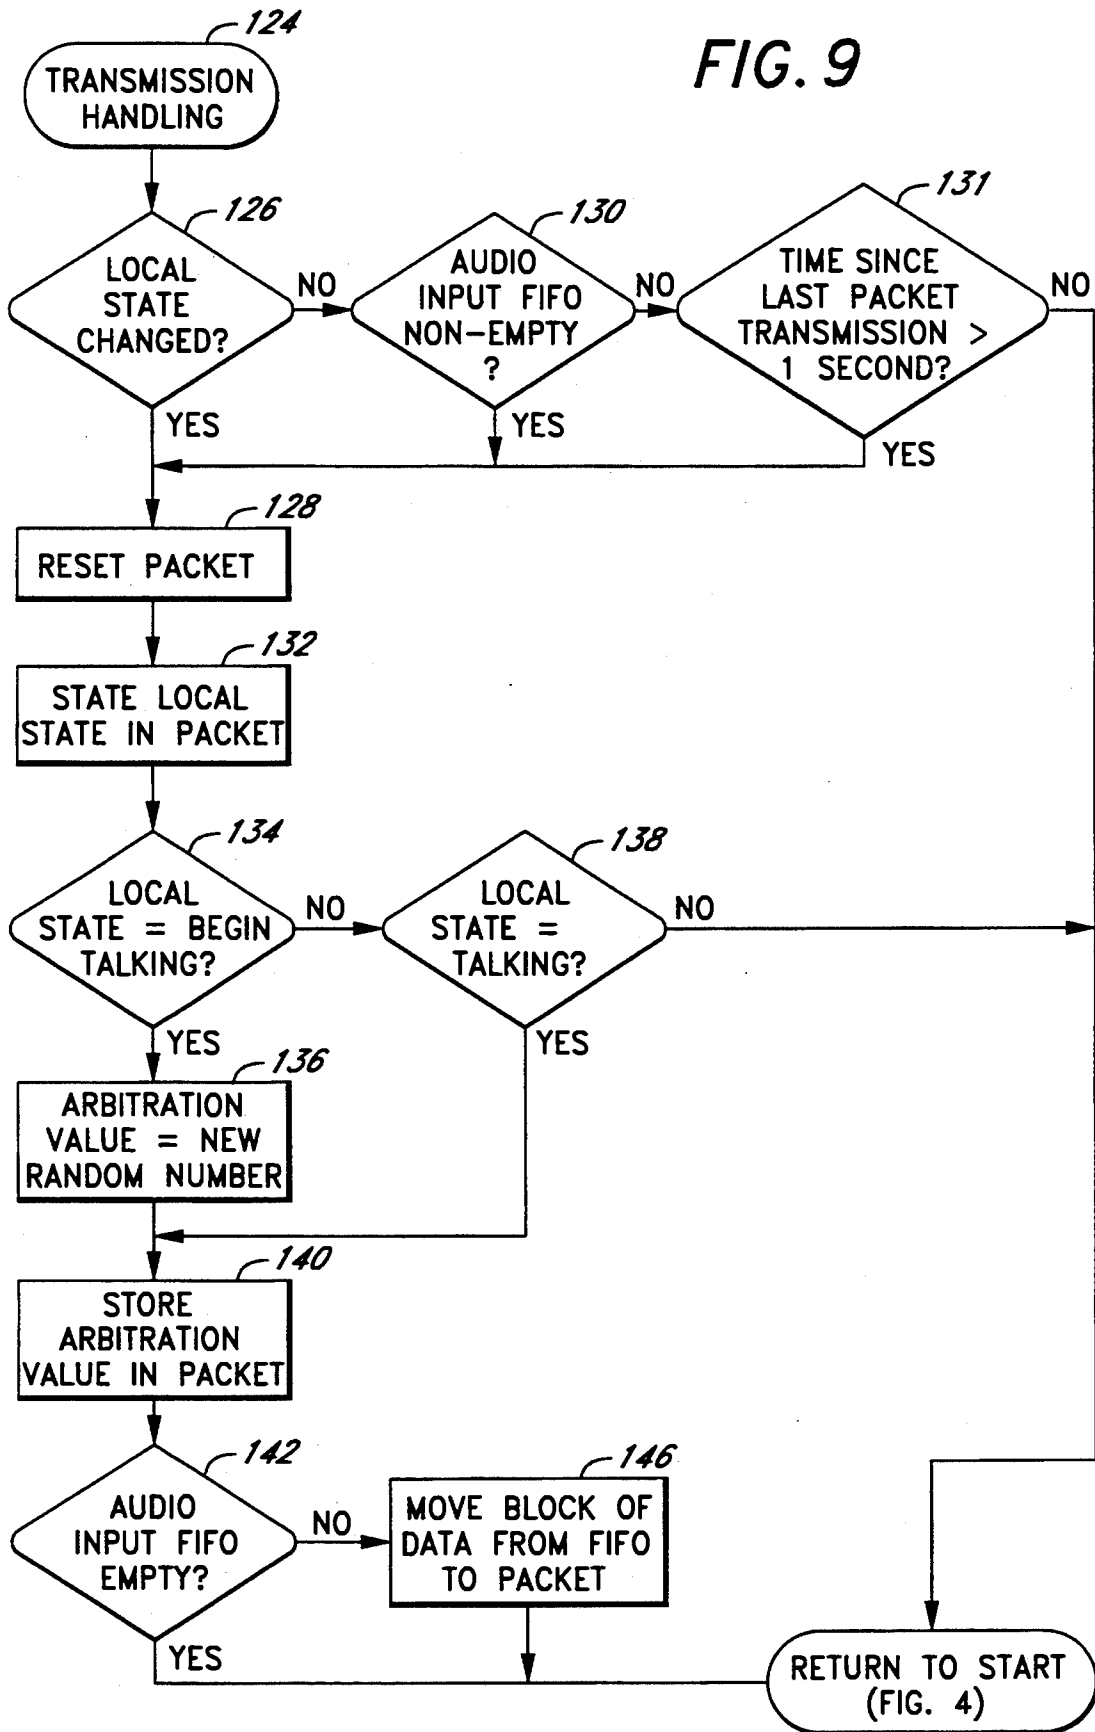 FIG. 9
124
TRANSMISSION
HANDLING
126
LOCAL
STATE
CHANGED?
NO
YES
130
AUDIO
INPUT FIFO
NON-EMPTY
?
NO
YES
131
TIME SINCE
LAST PACKET
TRANSMISSION >
1 SECOND?
NO
YES
128
RESET PACKET
132
STATE LOCAL
STATE IN PACKET
134
LOCAL
STATE = BEGIN
TALKING?
NO
YES
138
LOCAL
STATE =
TALKING?
NO
YES
136
ARBITRATION
VALUE = NEW
RANDOM NUMBER
140
STORE
ARBITRATION
VALUE IN PACKET
142
AUDIO
INPUT FIFO
EMPTY?
NO
YES
146
MOVE BLOCK OF
DATA FROM FIFO
TO PACKET
RETURN TO START
(FIG. 4)